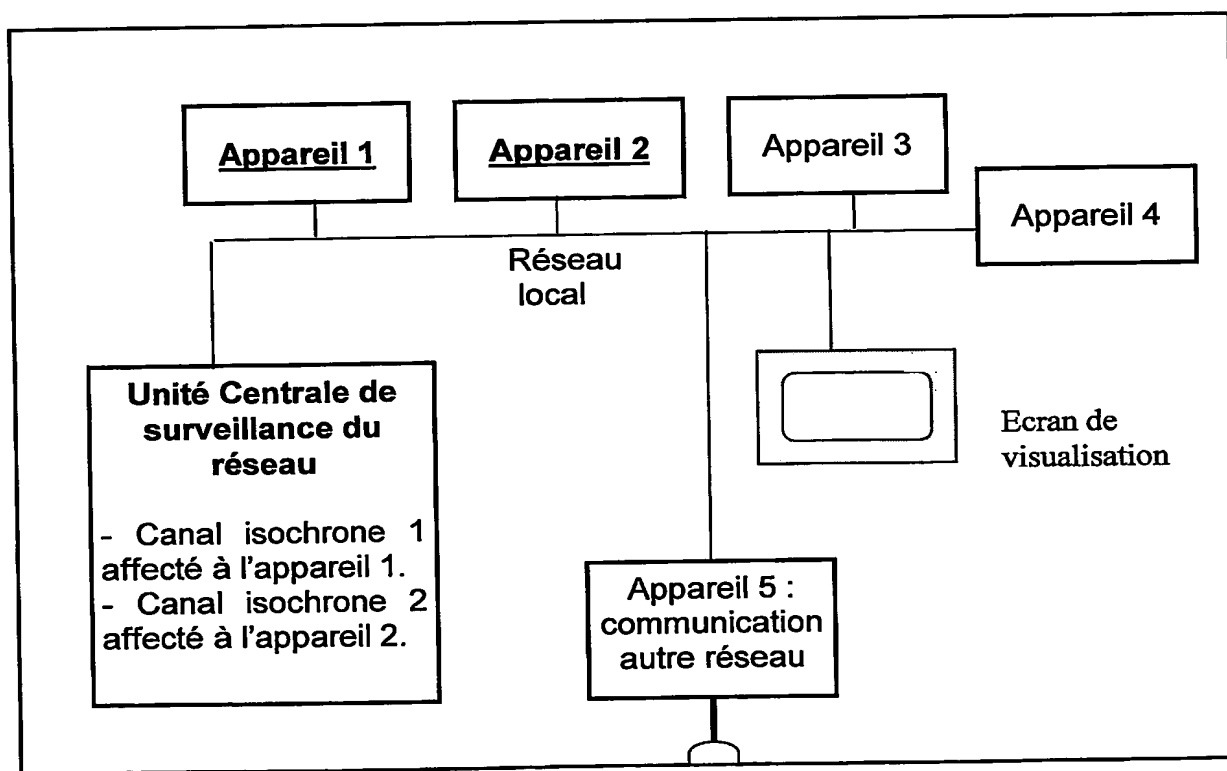 Appareil 1
Appareil 2
Appareil 3
Appareil 4
Réseau
local
Unité Centrale de
surveillance du
réseau
- Canal isochrone 1
affecté à l'appareil 1.
- Canal isochrone 2
affecté à l'appareil 2.
Ecran de
visualisation
Appareil 5 :
communication
autre réseau